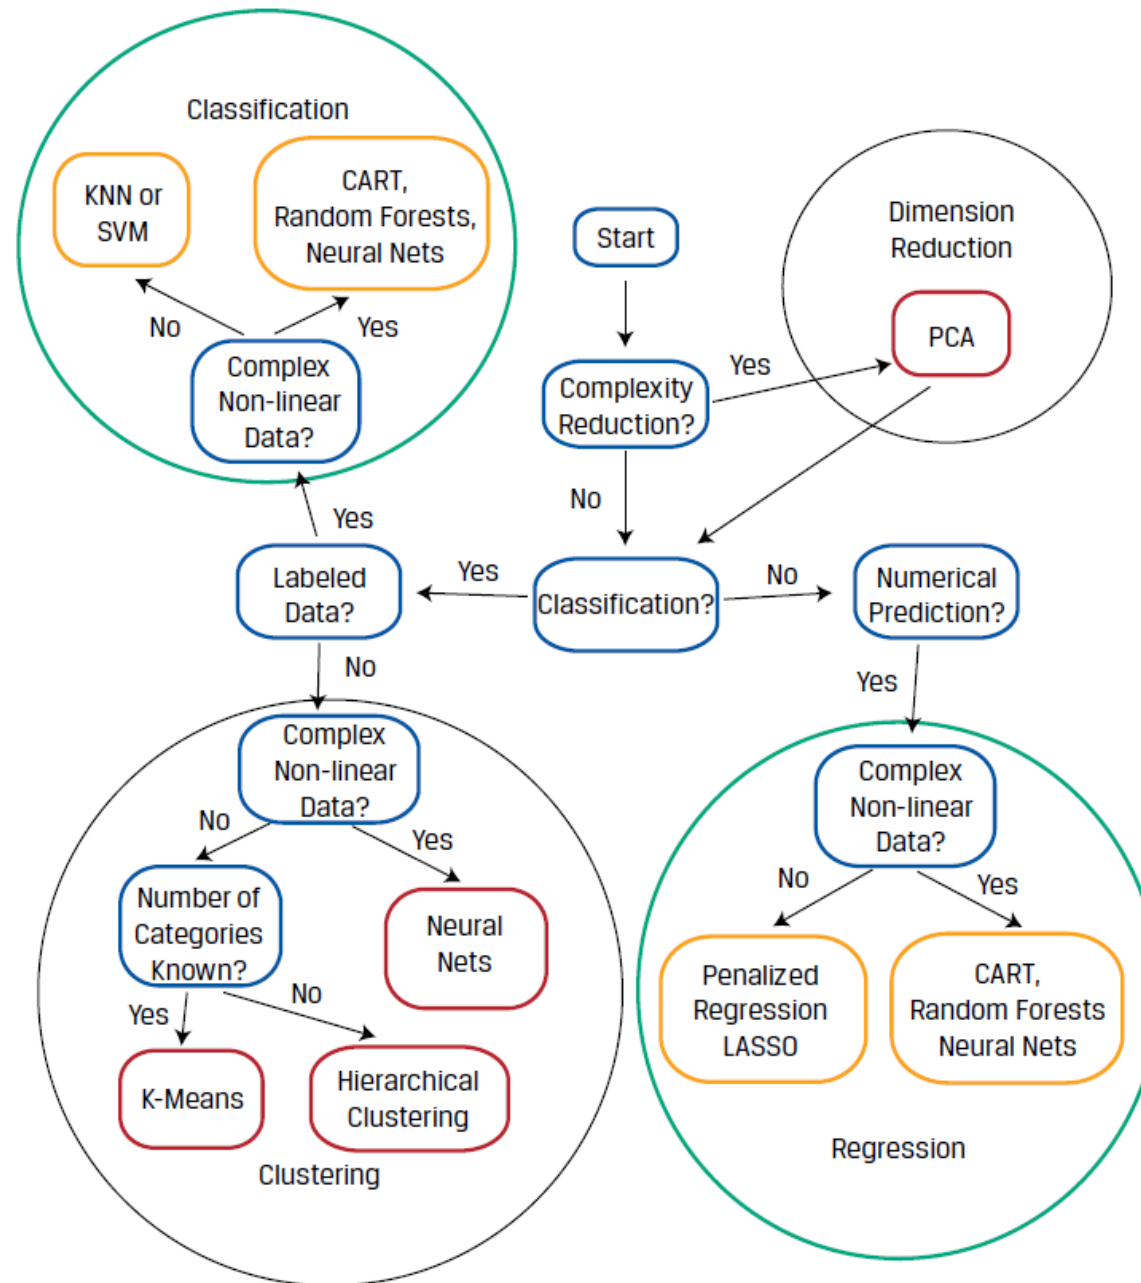 Classification
KNN or
SVM
CART,
Random Forests,
Neural Nets
No
Yes
Complex
Non-linear
Data?
Start
Dimension
Reduction
PCA
Complexity
Reduction?
Yes
No
Yes
Labeled
Data?
Yes
Classification?
No
Numerical
Prediction?
No
Yes
Complex
Non-linear
Data?
No
Yes
Number of
Categories
Known?
Neural
Nets
Yes
No
K-Means
Hierarchical
Clustering
Clustering
Complex
Non-linear
Data?
No
Yes
Penalized
Regression
LASSO
CART,
Random Forests
Neural Nets
Regression